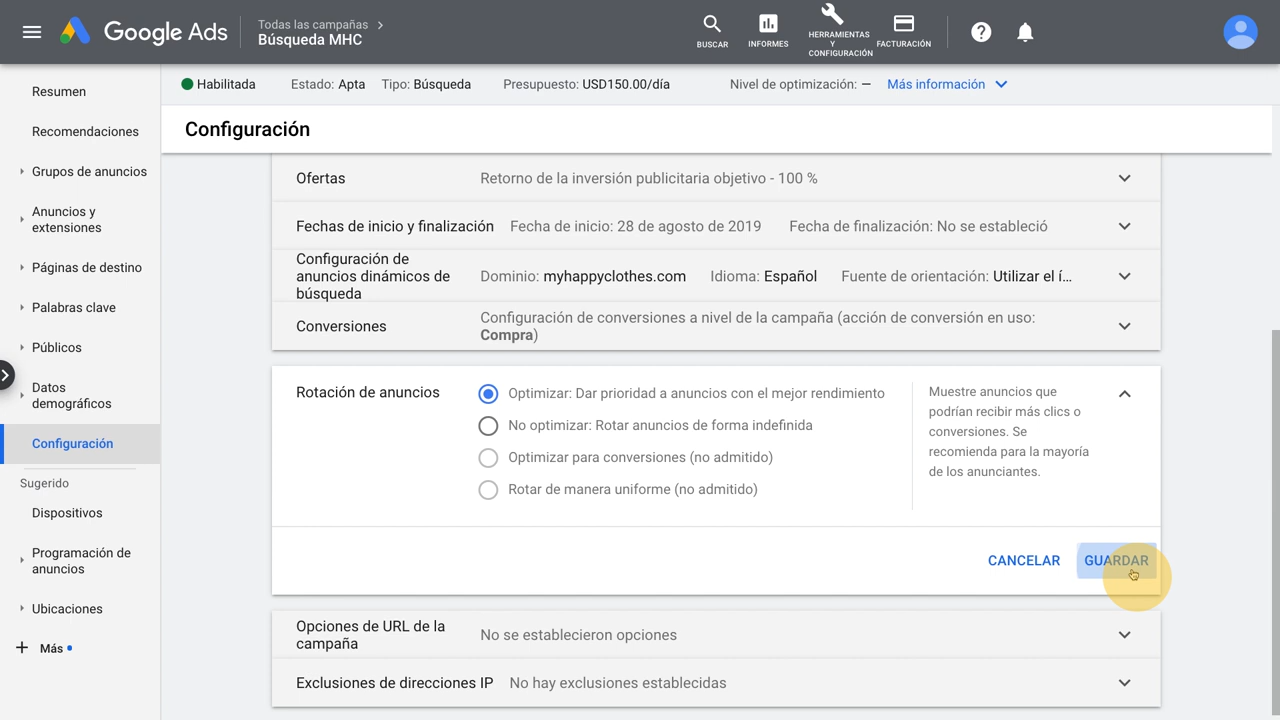 Google Ads
Todas las campañas
Búsqueda MHC
BUSCAR
INFORMES
HERRAMIENTAS
Y
CONFIGURACIÓN
FACTURACIÓN
Resumen
Recomendaciones
Grupos de anuncios
Anuncios y
extensiones
Páginas de destino
Palabras clave
Públicos
Datos
demográficos
Configuración
Sugerido
Dispositivos
Programación de
anuncios
Ubicaciones
Más
Habilitada Estado: Apta Tipo: Búsqueda Presupuesto: USD150.00/día Nivel de optimización: — Más información
Configuración
Ofertas Retorno de la inversión publicitaria objetivo - 100 %
Fechas de inicio y finalización Fecha de inicio: 28 de agosto de 2019 Fecha de finalización: No se estableció
Configuración de
anuncios dinámicos de
búsqueda
Dominio: myhappyclothes.com Idioma: Español Fuente de orientación: Utilizar el í...
Conversiones
Configuración de conversiones a nivel de la campaña (acción de conversión en uso:
Compra)
Rotación de anuncios
Optimizar: Dar prioridad a anuncios con el mejor rendimiento
No optimizar: Rotar anuncios de forma indefinida
Optimizar para conversiones (no admitido)
Rotar de manera uniforme (no admitido)
Muestre anuncios que
podrían recibir más clics o
conversiones. Se
recomienda para la mayoría
de los anunciantes.
CANCELAR GUARDAR
Opciones de URL de la
campaña
No se establecieron opciones
Exclusiones de direcciones IP No hay exclusiones establecidas